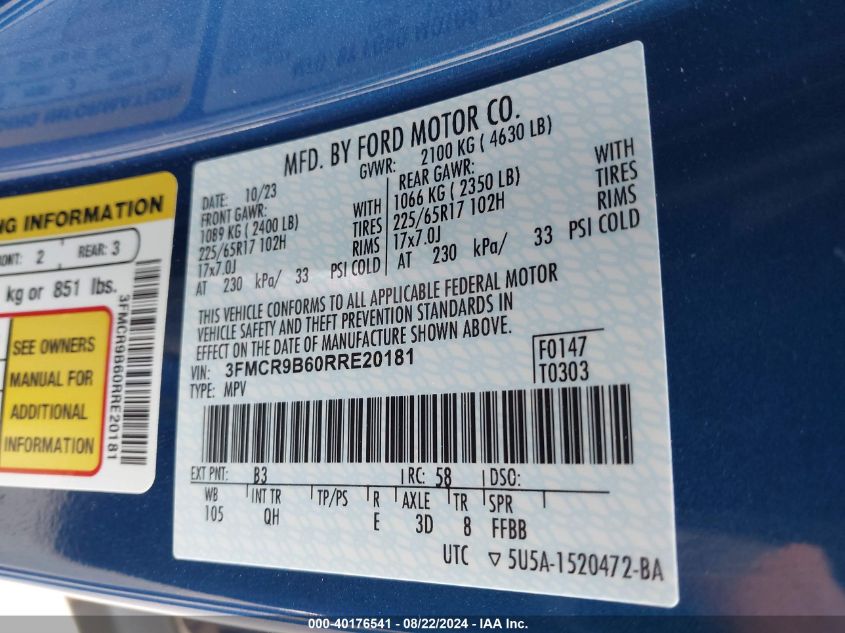 MFD. BY FORD MOTOR CO.
DATE: 10/23 GVWR: 2100 KG ( 4630 LB)
FRONT GAWR: REAR GAWR:
1089 KG ( 2400 LB) WITH 1066 KG ( 2350 LB) WITH
225/65R17 102H TIRES 225/65R17 102H TIRES
17x7.0J RIMS 17x7.0J RIMS
AT 230 kPa/ 33 PSI COLD AT 230 kPa/ 33 PSI COLD
THIS VEHICLE CONFORMS TO ALL APPLICABLE FEDERAL MOTOR
VEHICLE SAFETY AND THEFT PREVENTION STANDARDS IN
EFFECT ON THE DATE OF MANUFACTURE SHOWN ABOVE.
VIN: 3FMCR9B60RRE20181 F0147
TYPE: MPV T0303
EXT PNT: B3 RC: 58 DSO:
WB INT TR TP/PS R AXLE TR SPR
105 QH E 3D 8 FFBB
UTC ▽ 5U5A-1520472-BA
NG INFORMATION
ONT: 2 REAR: 3
kg or 851 lbs.
SEE OWNERS
MANUAL FOR
ADDITIONAL
INFORMATION
3FMCR9B60RRE20181
000-40176541 - 08/22/2024 - IAA Inc.